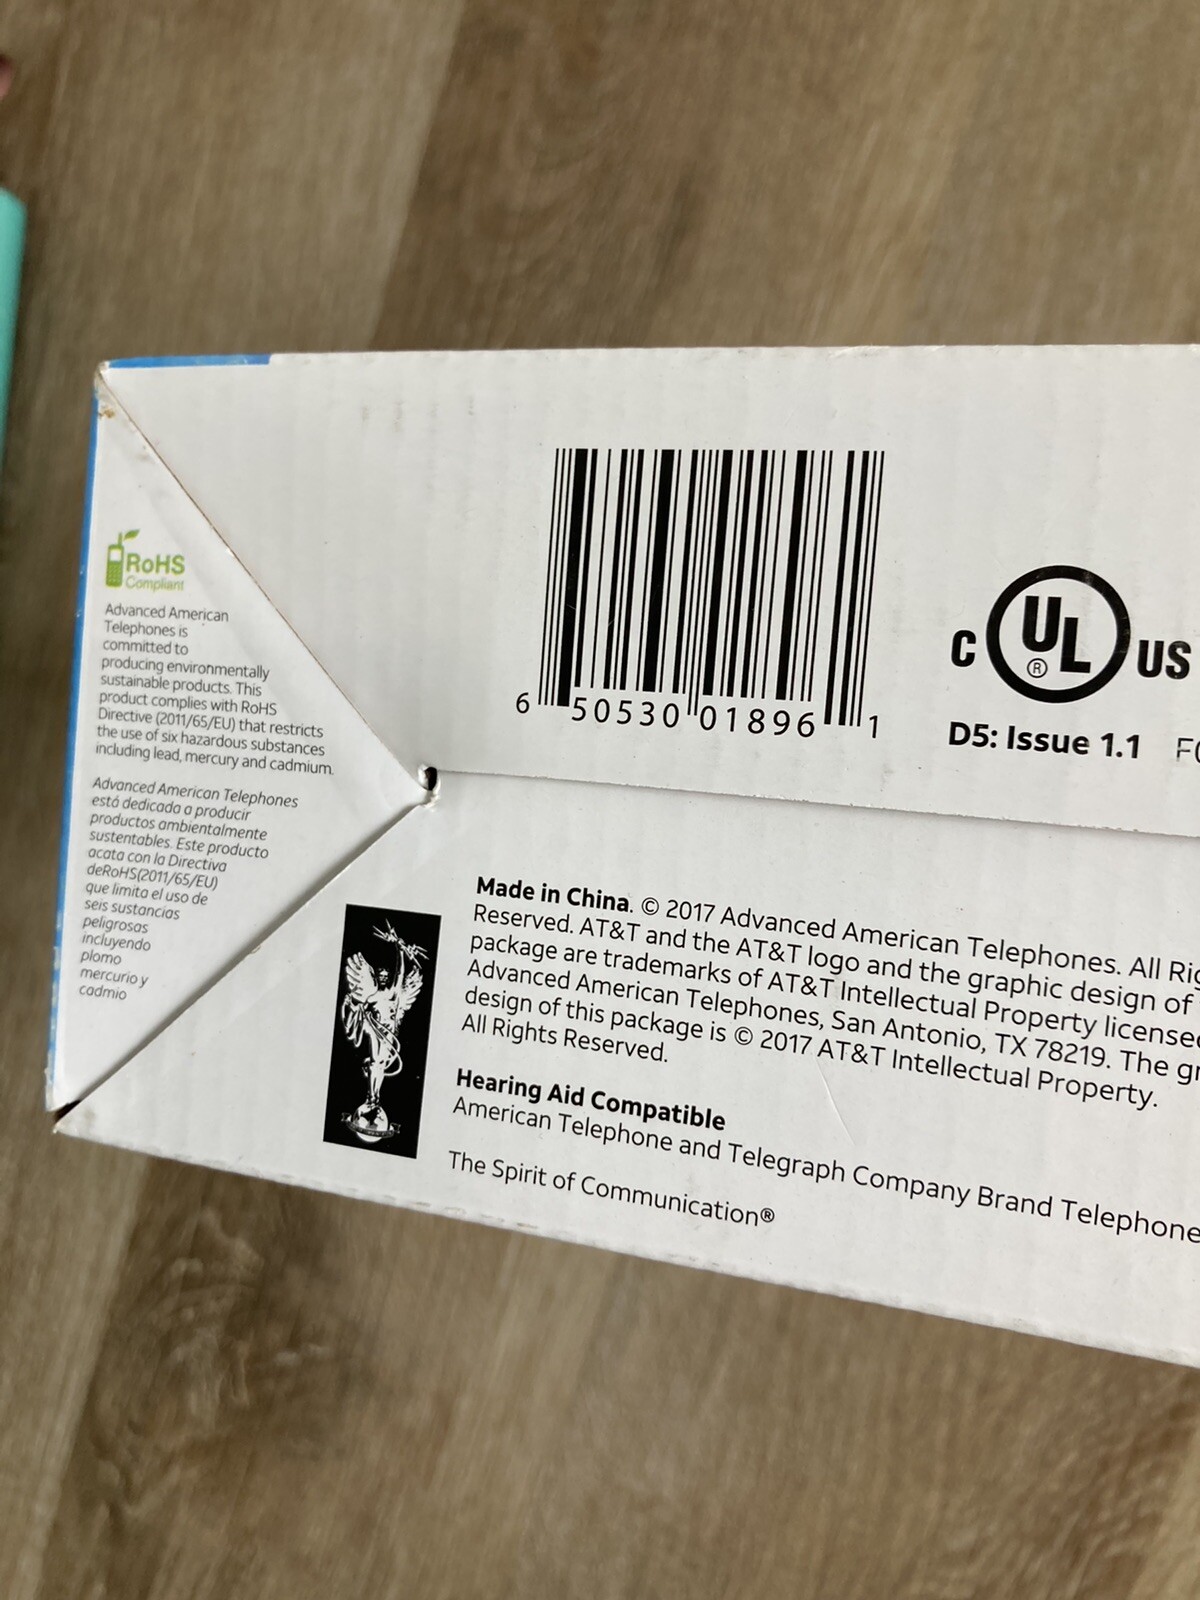 RoHS
Compliant
Advanced American
Telephones is
committed to
producing environmentally
sustainable products. This
product complies with RoHS
Directive (2011/65/EU) that restricts
the use of six hazardous substances
including lead, mercury and cadmium.
Advanced American Telephones
está dedicada a producir
productos ambientalmente
sustentables. Este producto
acata con la Directiva
deRoHS(2011/65/EU)
que limita el uso de
seis sustancias
peligrosas
incluyendo
plomo
mercurio y
cadmio
6 50530 01896 1
C UL® US
D5: Issue 1.1
Made in China. © 2017 Advanced American Telephones. All
Reserved. AT&T and the AT&T logo and the graphic design of
package are trademarks of AT&T Intellectual Property
Advanced American Telephones, San Antonio, TX 78219. The
design of this package is © 2017 AT&T Intellectual Property.
All Rights Reserved.
Hearing Aid Compatible
American Telephone and Telegraph Company Brand Telephone
The Spirit of Communication®